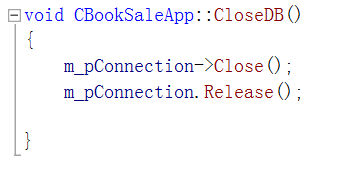 void CBookSaleApp::CloseDB()
{
    m_pConnection->Close();
    m_pConnection.Release();
}